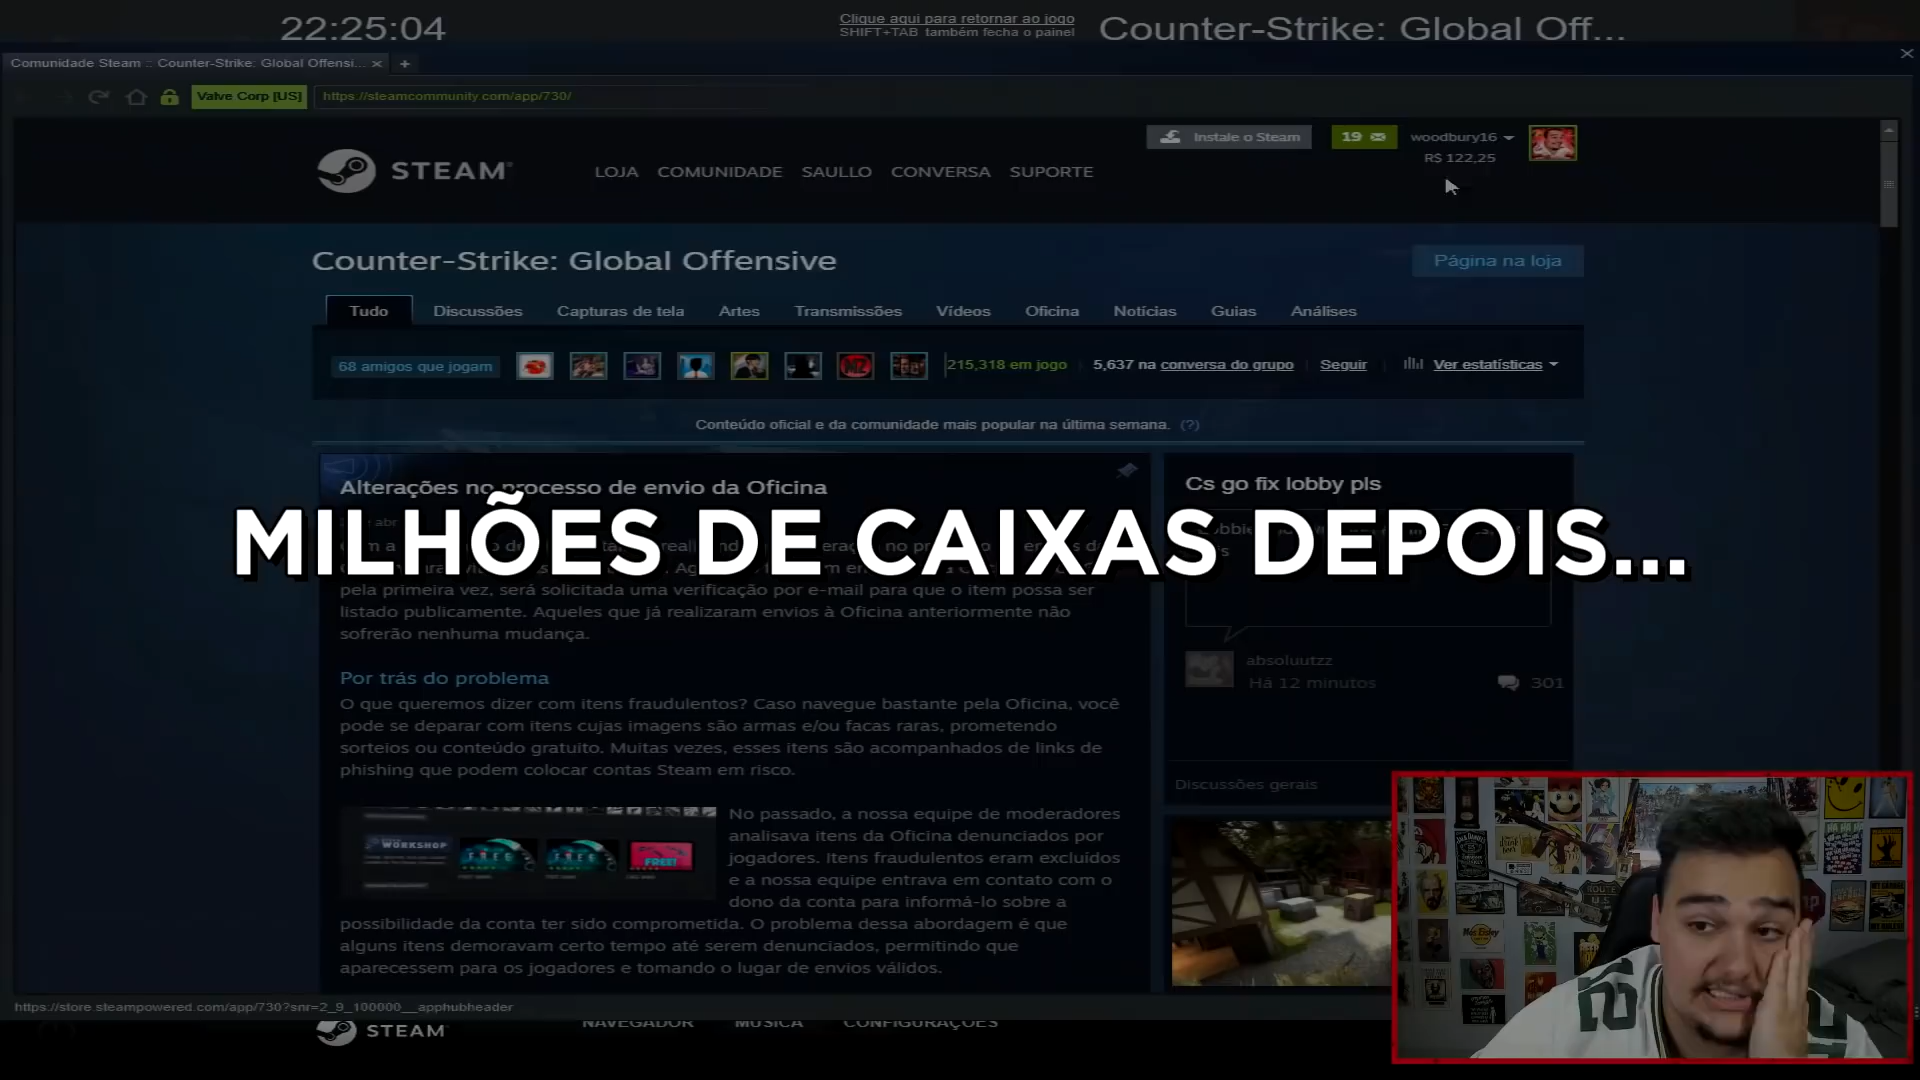 22:25:04
Clique aqui para retornar ao jogo
SHIFT+TAB também fecha o painel
Counter-Strike: Global Off...
Comunidade Steam :: Counter-Strike: Global Offensi...
Valve Corp [US]
https://steamcommunity.com/app/730/
Instale o Steam
19
woodbury16
R$ 122,25
STEAM
LOJA COMUNIDADE SAULLO CONVERSA SUPORTE
Counter-Strike: Global Offensive
Página na loja
Tudo Discussões Capturas de tela Artes Transmissões Vídeos Oficina Notícias Guias Análises
68 amigos que jogam
215,318 em jogo
5,637 na conversa do grupo
Seguir
Ver estatísticas
Conteúdo oficial e da comunidade mais popular na última semana. (?)
Alterações no processo de envio da Oficina
MILHÕES DE CAIXAS DEPOIS...
pela primeira vez, será solicitada uma verificação por e-mail para que o item possa ser
listado publicamente. Aqueles que já realizaram envios à Oficina anteriormente não
sofrerão nenhuma mudança.
Por trás do problema
O que queremos dizer com itens fraudulentos? Caso navegue bastante pela Oficina, você
pode se deparar com itens cujas imagens são armas e/ou facas raras, prometendo
sorteios ou conteúdo gratuito. Muitas vezes, esses itens são acompanhados de links de
phishing que podem colocar contas Steam em risco.
WORKSHOP
FREE
FREE
FREE!
No passado, a nossa equipe de moderadores
analisava itens da Oficina denunciados por
jogadores. Itens fraudulentos eram excluídos
e a nossa equipe entrava em contato com o
dono da conta para informá-lo sobre a
possibilidade da conta ter sido comprometida. O problema dessa abordagem é que
alguns itens demoravam certo tempo até serem denunciados, permitindo que
aparecessem para os jogadores e tomando o lugar de envios válidos.
Cs go fix lobby pls
absoluutzz
Há 12 minutos
301
Discussões gerais
https://store.steampowered.com/app/730?snr=2_9_100000__apphubheader
STEAM
NAVEGADOR MÚSICA CONFIGURAÇÕES